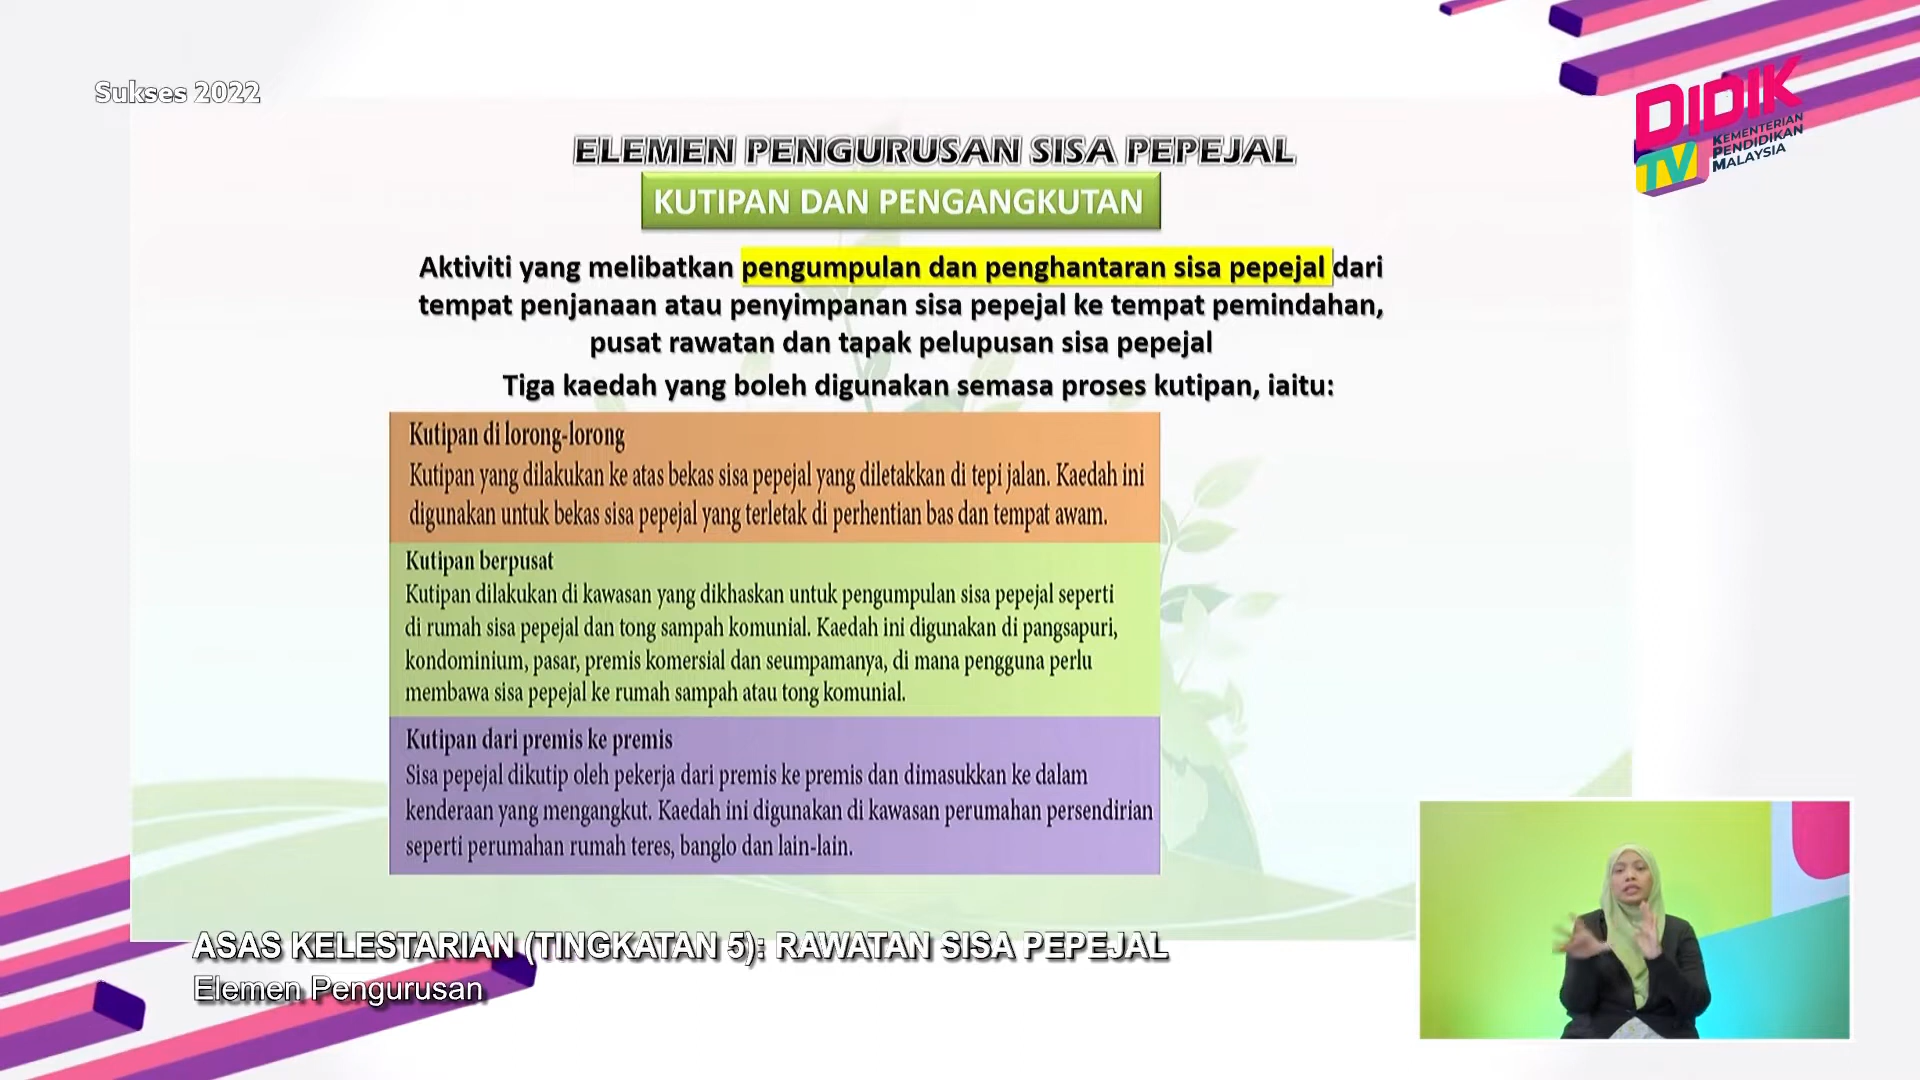 Sukses 2022
DIDIK
TV
KEMENTERIAN
PENDIDIKAN
MALAYSIA
ELEMEN PENGURUSAN SISA PEPEJAL
KUTIPAN DAN PENGANGKUTAN
Aktiviti yang melibatkan pengumpulan dan penghantaran sisa pepejal dari
tempat penjanaan atau penyimpanan sisa pepejal ke tempat pemindahan,
pusat rawatan dan tapak pelupusan sisa pepejal
Tiga kaedah yang boleh digunakan semasa proses kutipan, iaitu:
Kutipan di lorong-lorong
Kutipan yang dilakukan ke atas bekas sisa pepejal yang diletakkan di tepi jalan. Kaedah ini
digunakan untuk bekas sisa pepejal yang terletak di perhentian bas dan tempat awam.
Kutipan berpusat
Kutipan dilakukan di kawasan yang dikhaskan untuk pengumpulan sisa pepejal seperti
di rumah sisa pepejal dan tong sampah komunial. Kaedah ini digunakan di pangsapuri,
kondominium, pasar, premis komersial dan seumpamanya, di mana pengguna perlu
membawa sisa pepejal ke rumah sampah atau tong komunial.
Kutipan dari premis ke premis
Sisa pepejal dikutip oleh pekerja dari premis ke premis dan dimasukkan ke dalam
kenderaan yang mengangkut. Kaedah ini digunakan di kawasan perumahan persendirian
seperti perumahan rumah teres, banglo dan lain-lain.
ASAS KELESTARIAN (TINGKATAN 5): RAWATAN SISA PEPEJAL
Elemen Pengurusan